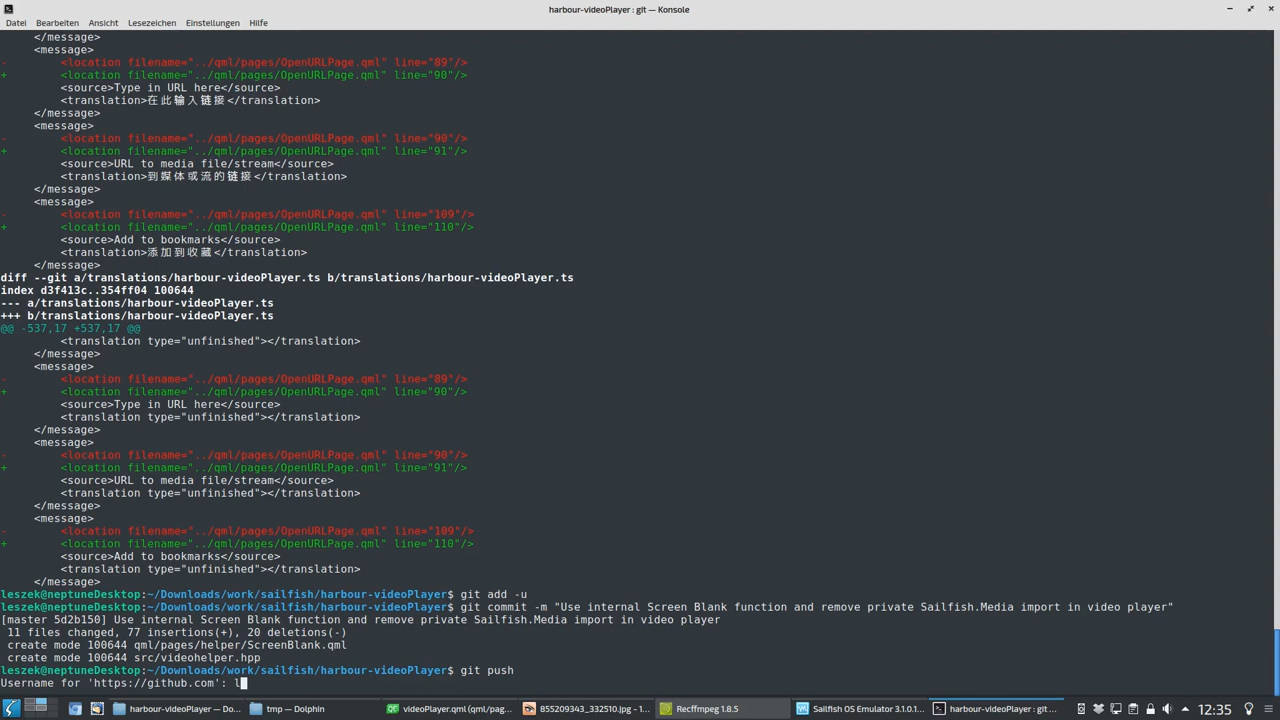 harbour-videoPlayer : git — Konsole
Datei Bearbeiten Ansicht Lesezeichen Einstellungen Hilfe
</message>
<message>
- <location filename="../qml/pages/OpenURLPage.qml" line="89"/>
+ <location filename="../qml/pages/OpenURLPage.qml" line="90"/>
<source>Type in URL here</source>
<translation>在此输入链接</translation>
</message>
<message>
- <location filename="../qml/pages/OpenURLPage.qml" line="90"/>
+ <location filename="../qml/pages/OpenURLPage.qml" line="91"/>
<source>URL to media file/stream</source>
<translation>到媒体或流的链接</translation>
</message>
<message>
- <location filename="../qml/pages/OpenURLPage.qml" line="109"/>
+ <location filename="../qml/pages/OpenURLPage.qml" line="110"/>
<source>Add to bookmarks</source>
<translation>添加到收藏</translation>
</message>
diff --git a/translations/harbour-videoPlayer.ts b/translations/harbour-videoPlayer.ts
index d3f413c..354ff04 100644
--- a/translations/harbour-videoPlayer.ts
+++ b/translations/harbour-videoPlayer.ts
@@ -537,17 +537,17 @@
<translation type="unfinished"></translation>
</message>
<message>
- <location filename="../qml/pages/OpenURLPage.qml" line="89"/>
+ <location filename="../qml/pages/OpenURLPage.qml" line="90"/>
<source>Type in URL here</source>
<translation type="unfinished"></translation>
</message>
<message>
- <location filename="../qml/pages/OpenURLPage.qml" line="90"/>
+ <location filename="../qml/pages/OpenURLPage.qml" line="91"/>
<source>URL to media file/stream</source>
<translation type="unfinished"></translation>
</message>
<message>
- <location filename="../qml/pages/OpenURLPage.qml" line="109"/>
+ <location filename="../qml/pages/OpenURLPage.qml" line="110"/>
<source>Add to bookmarks</source>
<translation type="unfinished"></translation>
</message>
leszek@neptuneDesktop:~/Downloads/work/sailfish/harbour-videoPlayer$ git add -u
leszek@neptuneDesktop:~/Downloads/work/sailfish/harbour-videoPlayer$ git commit -m "Use internal Screen Blank function and remove private Sailfish.Media import in video player"
[master 5d2b150] Use internal Screen Blank function and remove private Sailfish.Media import in video player
11 files changed, 77 insertions(+), 20 deletions(-)
create mode 100644 qml/pages/helper/ScreenBlank.qml
create mode 100644 src/videohelper.hpp
leszek@neptuneDesktop:~/Downloads/work/sailfish/harbour-videoPlayer$ git push
Username for 'https://github.com': l
harbour-videoPlayer — Do... tmp — Dolphin videoPlayer.qml (qml/pag... 855209343_332510.jpg - ... Recffmpeg 1.8.5 Sailfish OS Emulator 3.1.0.1... harbour-videoPlayer : git ... 12:35